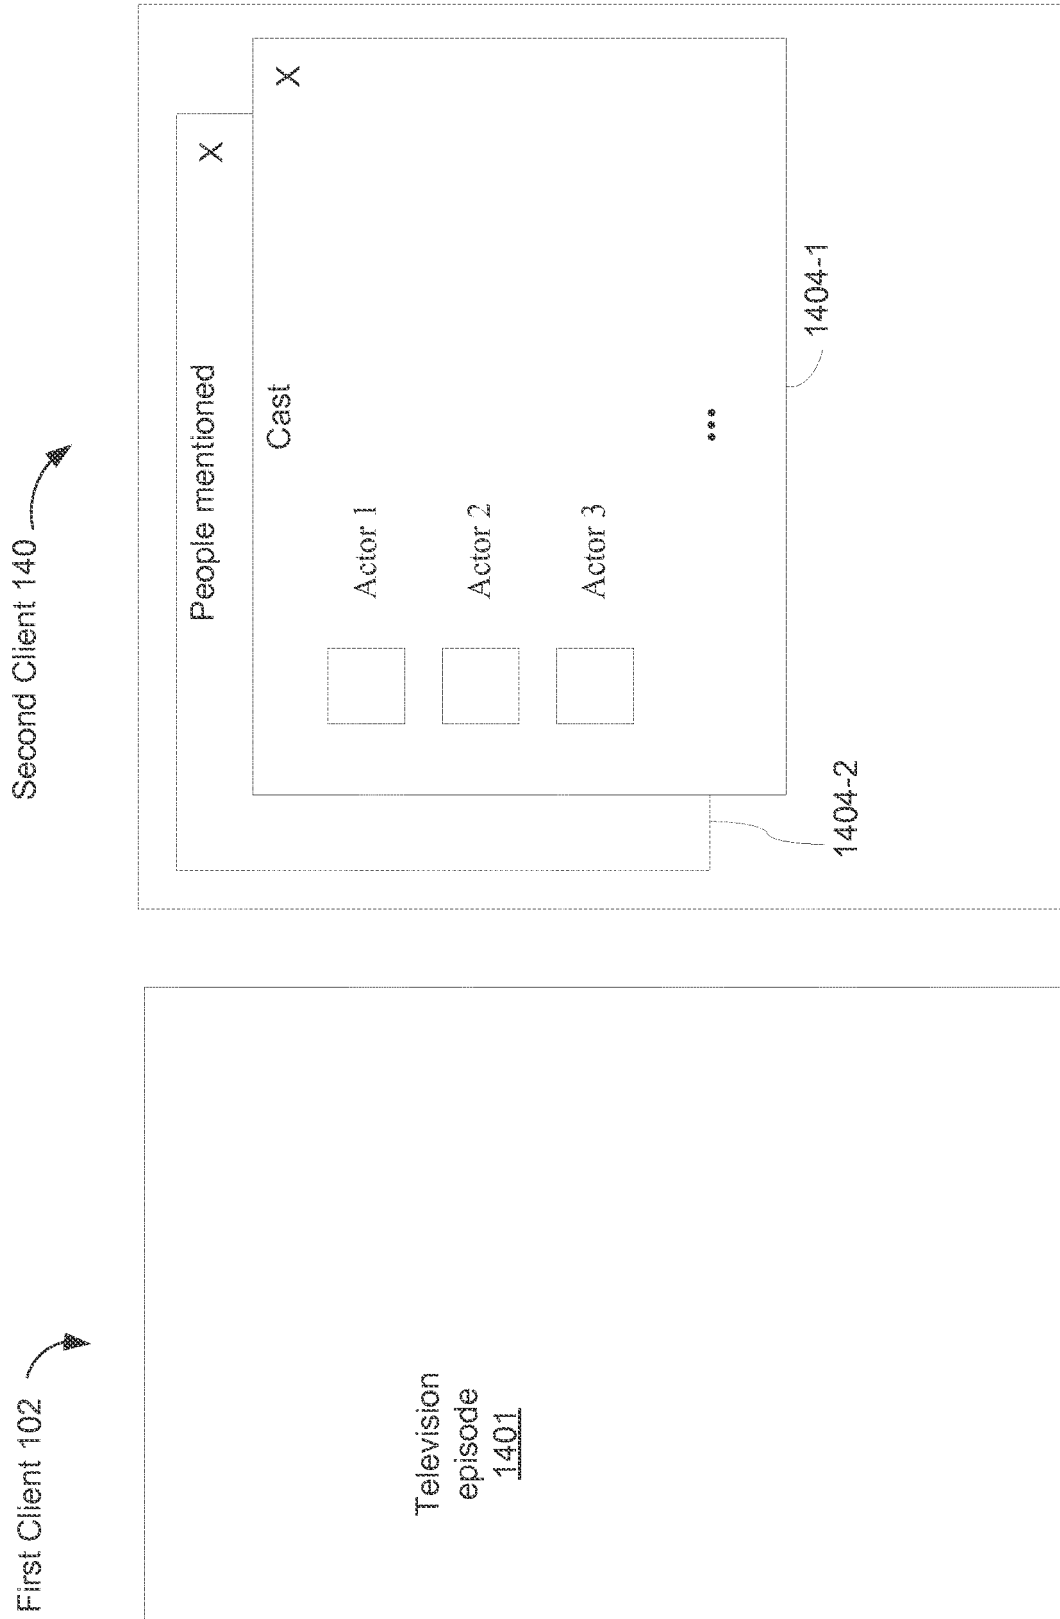 First Client 102
Television
episode
1401
Second Client 140
People mentioned
X
Cast
X
Actor 1
Actor 2
Actor 3
...
1404-1
1404-2